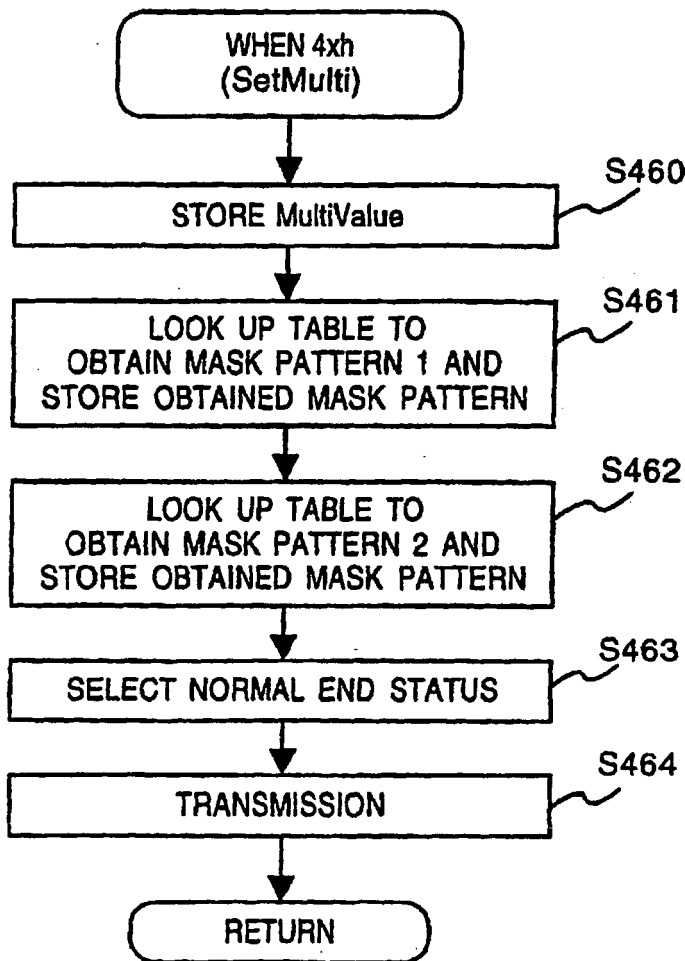 WHEN 4xh
(SetMulti)
S460
STORE MultiValue
S461
LOOK UP TABLE TO
OBTAIN MASK PATTERN 1 AND
STORE OBTAINED MASK PATTERN
S462
LOOK UP TABLE TO
OBTAIN MASK PATTERN 2 AND
STORE OBTAINED MASK PATTERN
S463
SELECT NORMAL END STATUS
S464
TRANSMISSION
RETURN